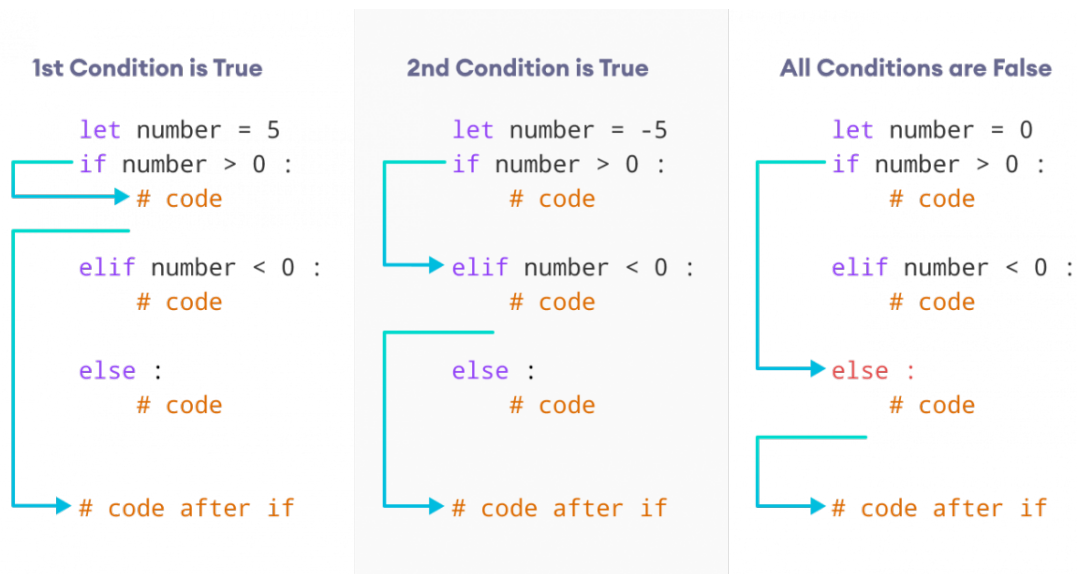 1st Condition is True
let number = 5
if number > 0 :
# code
elif number < 0 :
# code
else :
# code
# code after if
2nd Condition is True
let number = -5
if number > 0 :
# code
elif number < 0 :
# code
else :
# code
# code after if
All Conditions are False
let number = 0
if number > 0 :
# code
elif number < 0 :
# code
else :
# code
# code after if